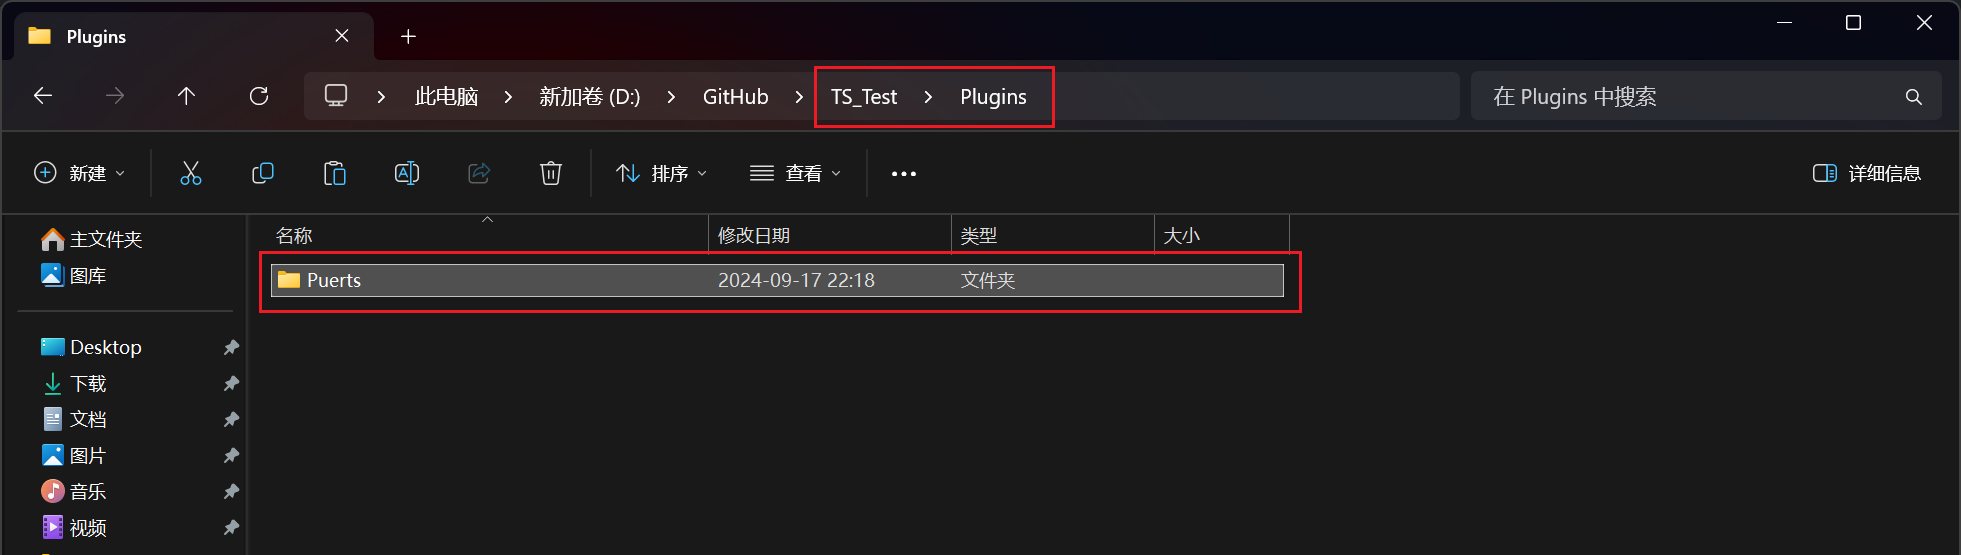 Plugins
此电脑 新加卷 (D:) GitHub TS_Test Plugins
在 Plugins 中搜索
新建 排序 查看 详细信息
名称 修改日期 类型 大小
Puerts 2024-09-17 22:18 文件夹
主文件夹
图库
Desktop
下载
文档
图片
音乐
视频